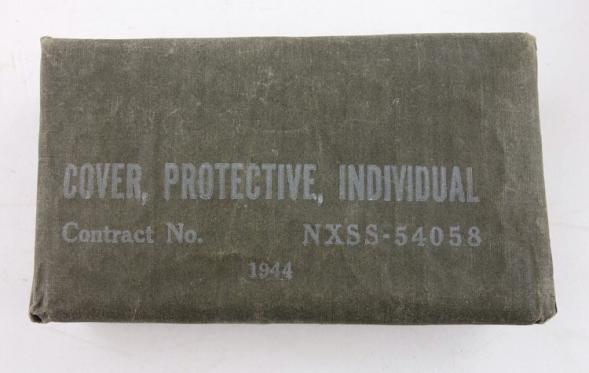 COVER, PROTECTIVE, INDIVIDUAL
Contract No. NXSS-54058
1944